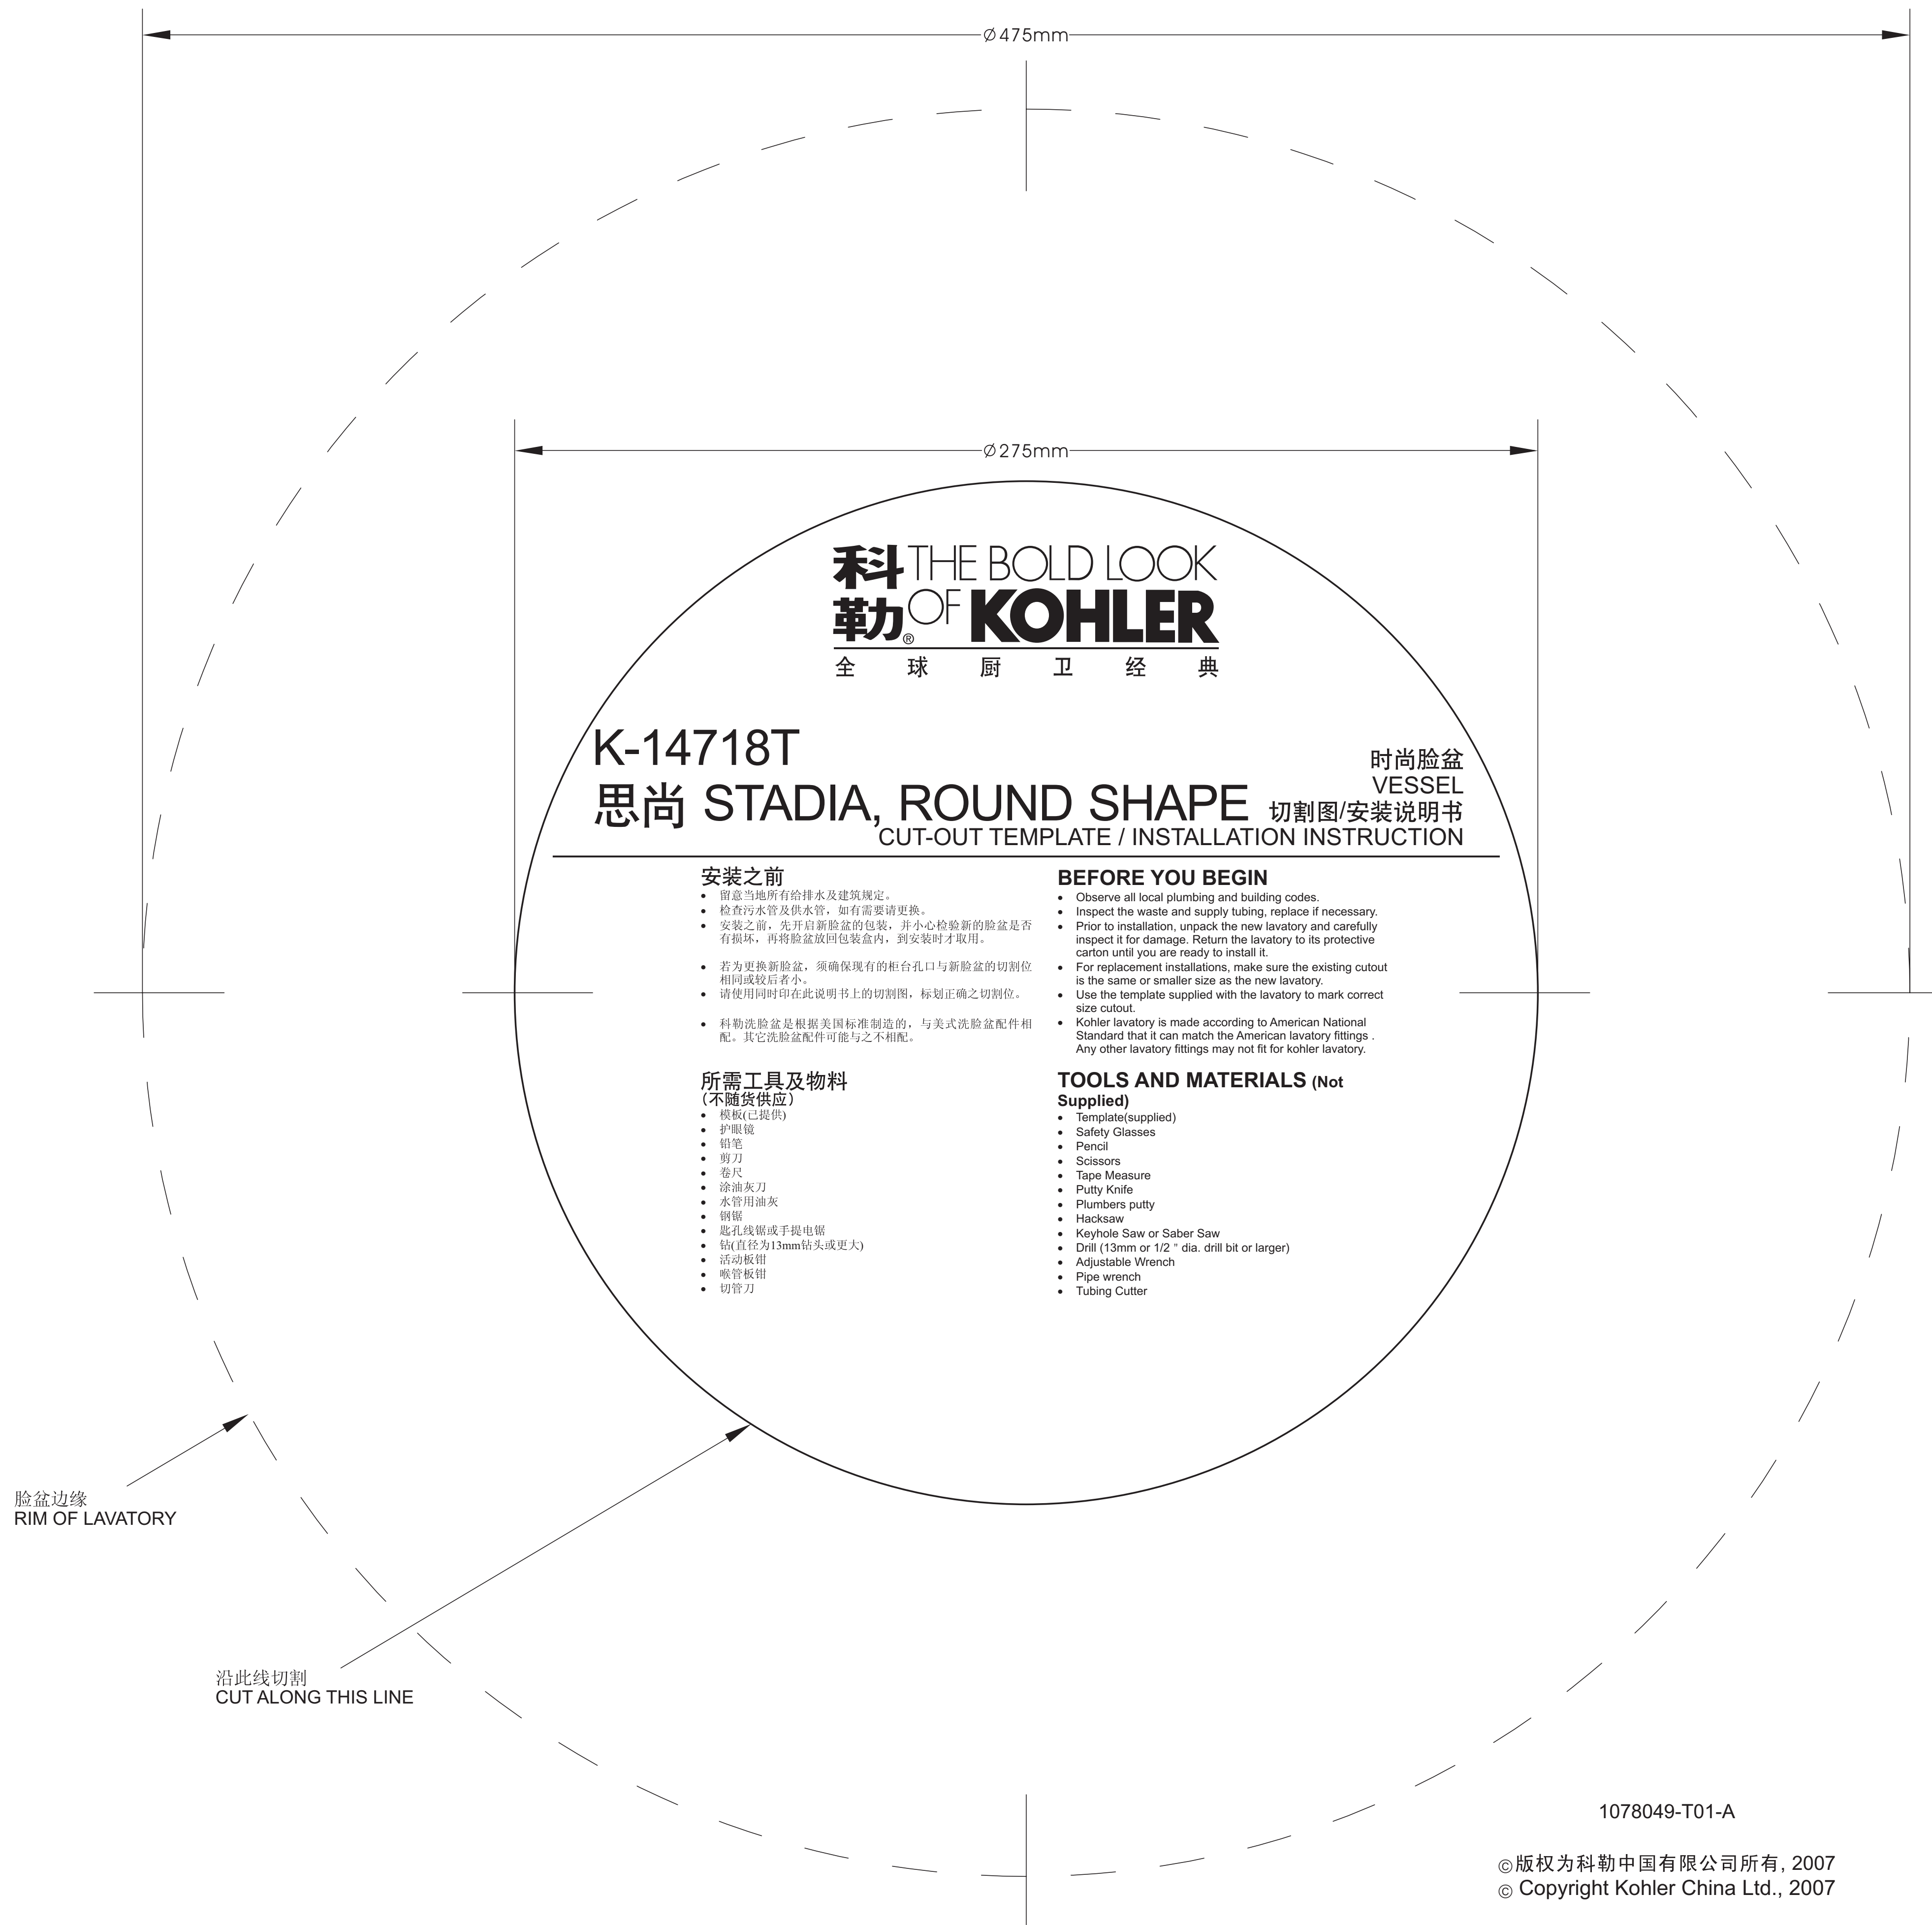 Ø475mm
Ø275mm
科勒® THE BOLD LOOK
OF KOHLER
全球厨卫经典
K-14718T
思尚 STADIA, ROUND SHAPE
时尚脸盆
VESSEL
切割图/安装说明书
CUT-OUT TEMPLATE / INSTALLATION INSTRUCTION
安装之前
• 留意当地所有给排水及建筑规定。
• 检查污水管及供水管，如有需要请更换。
• 安装之前，先开启新脸盆的包装，并小心检验新的脸盆是否
有损坏，再将脸盆放回包装盒内，到安装时才取用。
• 若为更换新脸盆，须确保现有的柜台孔口与新脸盆的切割位
相同或较后者小。
• 请使用同时印在此说明书上的切割图，标划正确之切割位。
• 科勒洗脸盆是根据美国标准制造的，与美式洗脸盆配件相
配。其它洗脸盆配件可能与之不相配。
BEFORE YOU BEGIN
• Observe all local plumbing and building codes.
• Inspect the waste and supply tubing, replace if necessary.
• Prior to installation, unpack the new lavatory and carefully
inspect it for damage. Return the lavatory to its protective
carton until you are ready to install it.
• For replacement installations, make sure the existing cutout
is the same or smaller size as the new lavatory.
• Use the template supplied with the lavatory to mark correct
size cutout.
• Kohler lavatory is made according to American National
Standard that it can match the American lavatory fittings .
Any other lavatory fittings may not fit for kohler lavatory.
所需工具及物料
（不随货供应）
• 模板(已提供)
• 护眼镜
• 铅笔
• 剪刀
• 卷尺
• 涂油灰刀
• 水管用油灰
• 钢锯
• 匙孔线锯或手提电锯
• 钻(直径为13mm钻头或更大)
• 活动板钳
• 喉管板钳
• 切管刀
TOOLS AND MATERIALS (Not
Supplied)
• Template(supplied)
• Safety Glasses
• Pencil
• Scissors
• Tape Measure
• Putty Knife
• Plumbers putty
• Hacksaw
• Keyhole Saw or Saber Saw
• Drill (13mm or 1/2 " dia. drill bit or larger)
• Adjustable Wrench
• Pipe wrench
• Tubing Cutter
脸盆边缘
RIM OF LAVATORY
沿此线切割
CUT ALONG THIS LINE
1078049-T01-A
©版权为科勒中国有限公司所有, 2007
© Copyright Kohler China Ltd., 2007